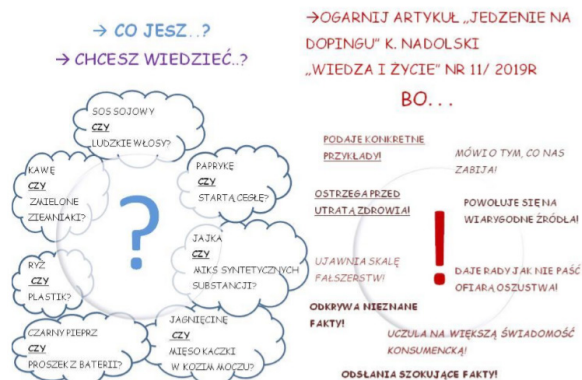 → CO JESZ..?
→ CHCESZ WIEDZIEĆ..?
SOS SOJOWY
CZY
LUDZKIE WŁOSY?
KAWĘ
CZY
ZMIELONE
ZIEMNIAKI?
PAPRYKĘ
CZY
STARTĄ CEGŁĘ?
?
JAJKA
CZY
MIKS SYNTETYCZNYCH
SUBSTANCJI?
RYŻ
CZY
PLASTIK?
CZARNY PIEPRZ
CZY
PROSZEK Z BATERII?
JAGNIĘCINĘ
CZY
MIĘSO KACZKI
W KOZIM MOCZU?
→OGARNIJ ARTYKUŁ „JEDZENIE NA
DOPINGU” K. NADOLSKI
„WIEDZA I ŻYCIE” NR 11/ 2019R
BO...
PODAJE KONKRETNE
PRZYKŁADY!
MÓWI O TYM, CO NAS
ZABIJA!
OSTRZEGA PRZED
UTRATĄ ZDROWIA!
POWOŁUJE SIĘ NA
WIARYGODNE ŹRÓDŁA!
!
UJAWNIA SKALĘ
FAŁSZERSTW!
DAJE RADY JAK NIE PAŚĆ
OFIARĄ OSZUSTWA!
ODKRYWA NIEZNANE
FAKTY!
UCZULA NA WIĘKSZĄ ŚWIADOMOŚĆ
KONSUMENCKĄ!
ODSŁANIA SZOKUJĄCE FAKTY!